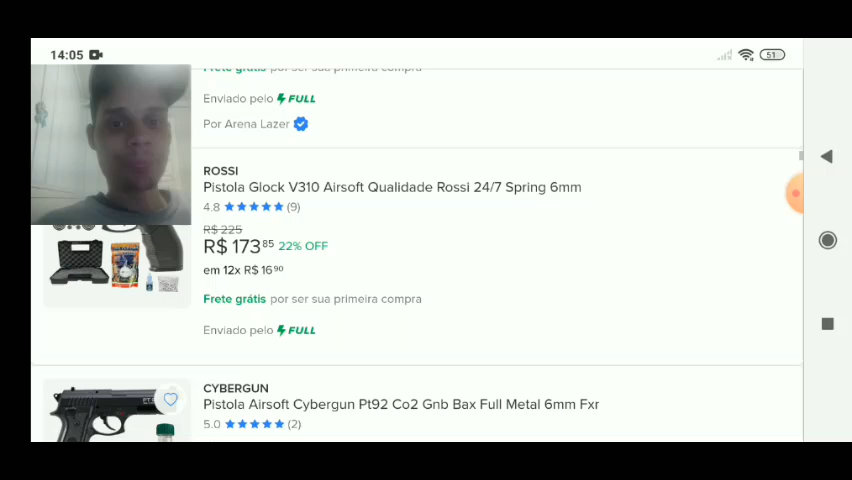 14:05
51
Frete grátis por ser sua primeira compra
Enviado pelo FULL
Por Arena Lazer
ROSSI
Pistola Glock V310 Airsoft Qualidade Rossi 24/7 Spring 6mm
4.8 (9)
R$ 225
R$ 173 85 22% OFF
em 12x R$ 16 90
Frete grátis por ser sua primeira compra
Enviado pelo FULL
CYBERGUN
Pistola Airsoft Cybergun Pt92 Co2 Gnb Bax Full Metal 6mm Fxr
5.0 (2)